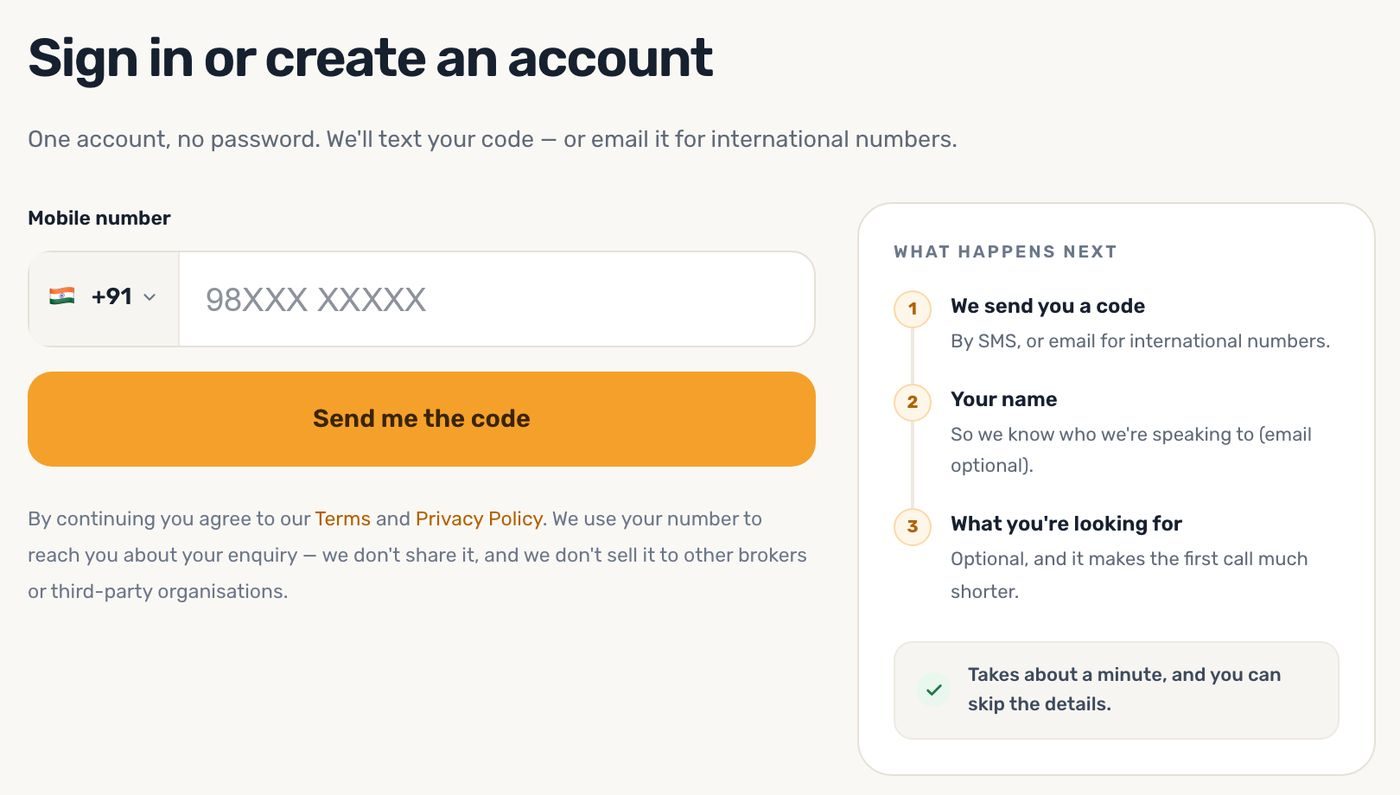 Sign in or create an account
One account, no password. We'll text your code — or email it for international numbers.
Mobile number
+91
98XXX XXXXX
Send me the code
By continuing you agree to our Terms and Privacy Policy. We use your number to
reach you about your enquiry — we don't share it, and we don't sell it to other brokers
or third-party organisations.
WHAT HAPPENS NEXT
1
We send you a code
By SMS, or email for international numbers.
2
Your name
So we know who we're speaking to (email
optional).
3
What you're looking for
Optional, and it makes the first call much
shorter.
Takes about a minute, and you can
skip the details.